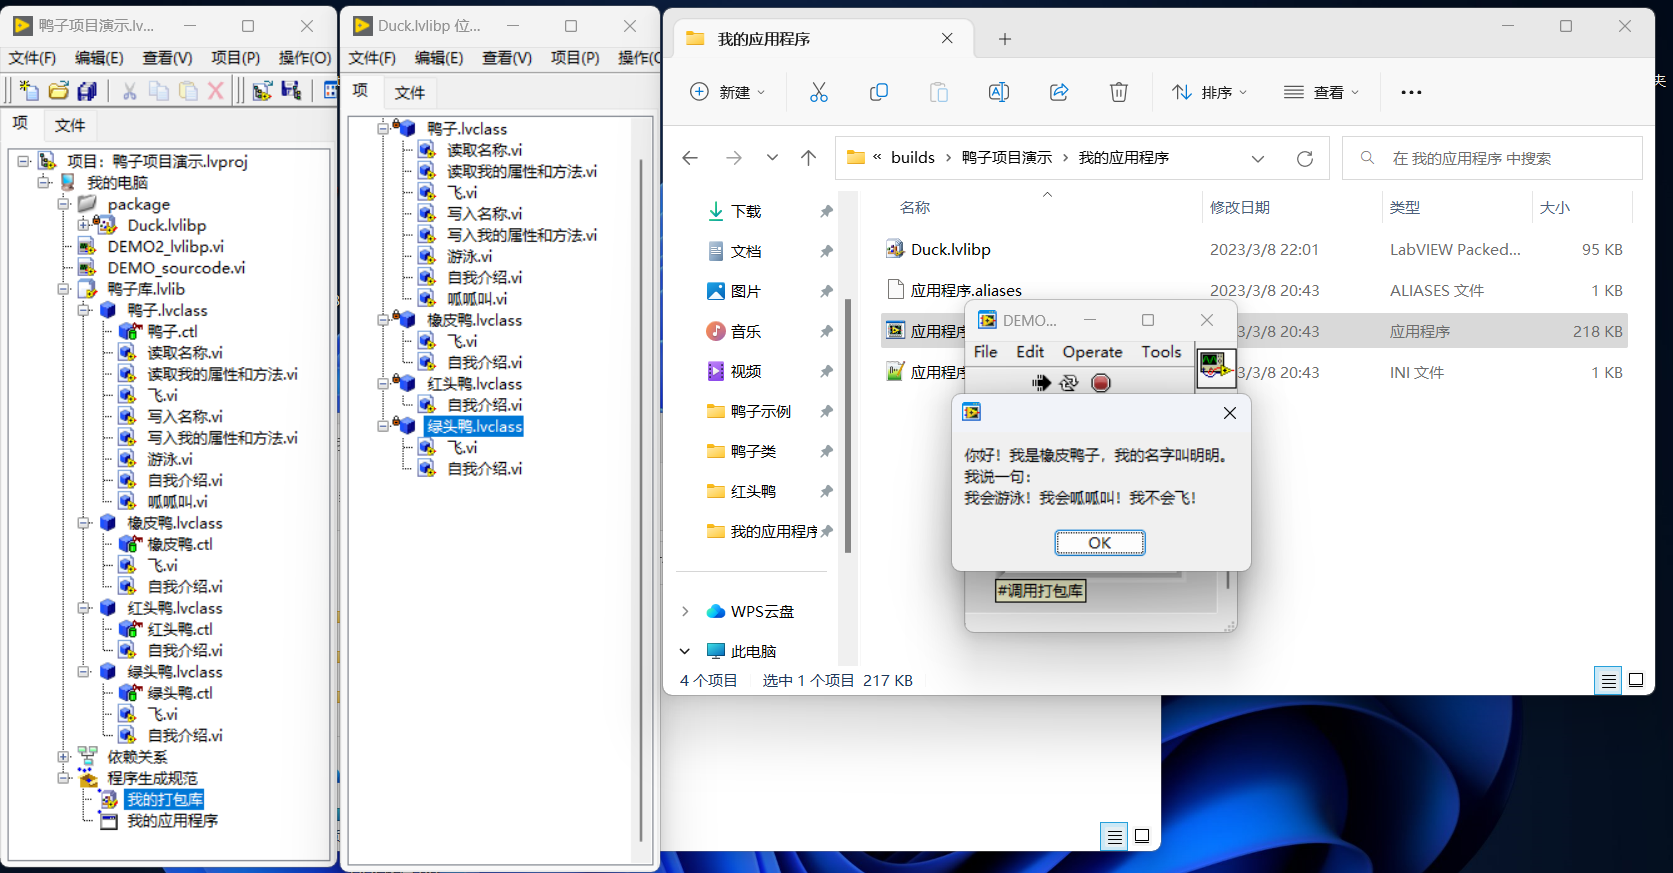 鸭子项目演示.lv...
文件(F) 编辑(E) 查看(V) 项目(P) 操作(O)
项 文件
项目：鸭子项目演示.lvproj
我的电脑
package
Duck.lvlibp
DEMO2_lvlibp.vi
DEMO_sourcode.vi
鸭子库.lvlib
鸭子.lvclass
鸭子.ctl
读取名称.vi
读取我的属性和方法.vi
飞.vi
写入名称.vi
写入我的属性和方法.vi
游泳.vi
自我介绍.vi
呱呱叫.vi
橡皮鸭.lvclass
橡皮鸭.ctl
飞.vi
自我介绍.vi
红头鸭.lvclass
红头鸭.ctl
自我介绍.vi
绿头鸭.lvclass
绿头鸭.ctl
飞.vi
自我介绍.vi
依赖关系
程序生成规范
我的打包库
我的应用程序
Duck.lvlibp 位...
文件(F) 编辑(E) 查看(V) 项目(P)
项 文件
鸭子.lvclass
读取名称.vi
读取我的属性和方法.vi
飞.vi
写入名称.vi
写入我的属性和方法.vi
游泳.vi
自我介绍.vi
呱呱叫.vi
橡皮鸭.lvclass
飞.vi
自我介绍.vi
红头鸭.lvclass
自我介绍.vi
绿头鸭.lvclass
飞.vi
自我介绍.vi
我的应用程序
新建 排序 查看
« builds › 鸭子项目演示 › 我的应用程序
在 我的应用程序 中搜索
下载
文档
图片
音乐
视频
鸭子示例
鸭子类
红头鸭
我的应用程序
WPS云盘
此电脑
名称 修改日期 类型 大小
Duck.lvlibp 2023/3/8 22:01 LabVIEW Packed... 95 KB
应用程序.aliases 2023/3/8 20:43 ALIASES 文件 1 KB
应用程序 3/8 20:43 应用程序 218 KB
应用程序 3/8 20:43 INI 文件 1 KB
4 个项目 选中 1 个项目 217 KB
DEMO...
File Edit Operate Tools
你好！我是橡皮鸭子，我的名字叫明明。
我说一句：
我会游泳！我会呱呱叫！我不会飞！
OK
#调用打包库
夹